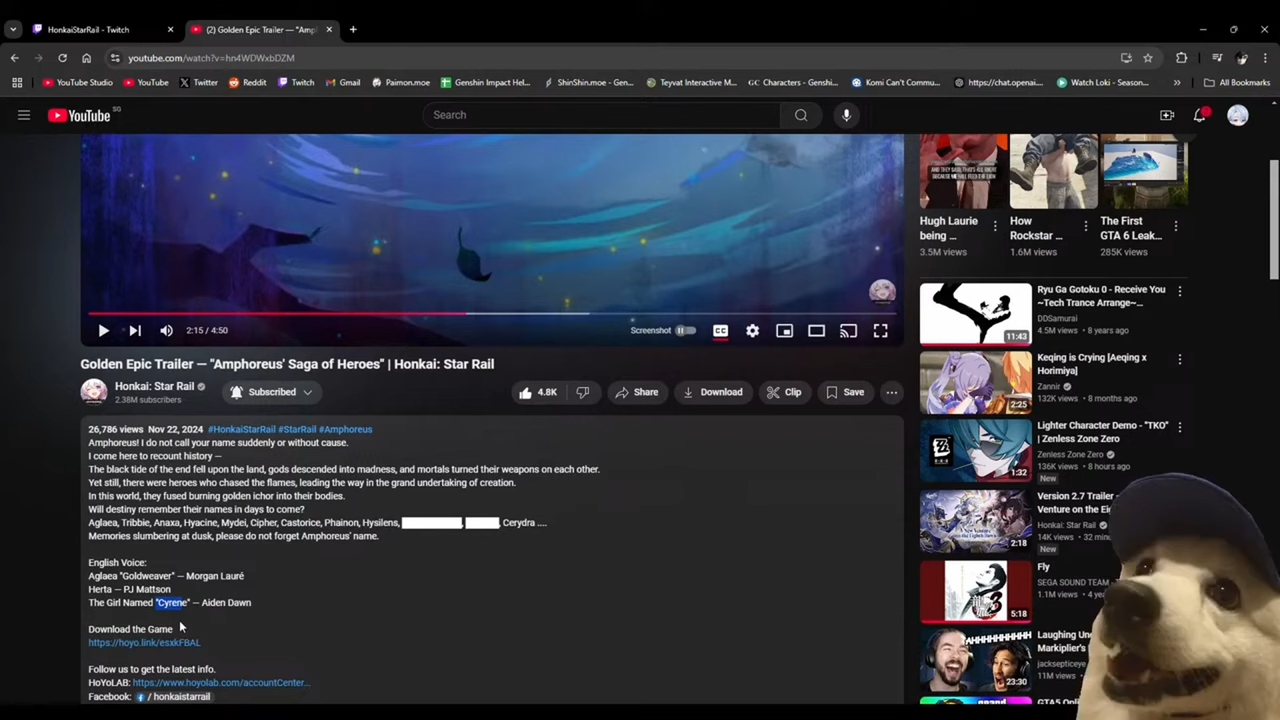 HonkaiStarRail - Twitch
(2) Golden Epic Trailer — "Amp
youtube.com/watch?v=hn4WDWxbDZM
YouTube Studio
YouTube
Twitter
Reddit
Twitch
Gmail
Paimon.moe
Genshin Impact Hel...
ShinShin.moe - Gen...
Teyvat Interactive M...
GC Characters - Genshi...
Komi Can't Commu...
https://chat.openai....
Watch Loki - Season...
»
All Bookmarks
YouTube SG
Search
Hugh Laurie being ...
3.5M views
How Rockstar ...
1.6M views
The First GTA 6 Leak...
285K views
2:15 / 4:50
Screenshot
CC
Golden Epic Trailer — "Amphoreus' Saga of Heroes" | Honkai: Star Rail
Honkai: Star Rail
2.38M subscribers
Subscribed
4.8K
Share
Download
Clip
Save
26,786 views Nov 22, 2024 #HonkaiStarRail #StarRail #Amphoreus
Amphoreus! I do not call your name suddenly or without cause.
I come here to recount history —
The black tide of the end fell upon the land, gods descended into madness, and mortals turned their weapons on each other.
Yet still, there were heroes who chased the flames, leading the way in the grand undertaking of creation.
In this world, they fused burning golden ichor into their bodies.
Will destiny remember their names in days to come?
Aglaea, Tribbie, Anaxa, Hyacine, Mydei, Cipher, Castorice, Phainon, Hysilens, , , Cerydra ....
Memories slumbering at dusk, please do not forget Amphoreus' name.
English Voice:
Aglaea "Goldweaver" — Morgan Lauré
Herta — PJ Mattson
The Girl Named "Cyrene" — Aiden Dawn
Download the Game
https://hoyo.link/esxkFBAL
Follow us to get the latest info.
HoYoLAB: https://www.hoyolab.com/accountCenter...
Facebook: / honkaistarrail
11:43
Ryu Ga Gotoku 0 - Receive You
~Tech Trance Arrange~...
DDSamurai
4.5M views • 8 years ago
2:25
Keqing is Crying [Aeqing x
Horimiya]
Zannir
132K views • 8 months ago
1:32
Lighter Character Demo - "TKO"
| Zenless Zone Zero
Zenless Zone Zero
136K views • 8 hours ago
New
2:18
Version 2.7 Trailer
Venture on the Eig
Honkai: Star Rail
14K views • 32 min
New
5:18
Fly
SEGA SOUND TEAM -
1.1M views • 4 years
23:30
Laughing Un
Markiplier's
jacksepticeye
11M views
GTA5 Onlin